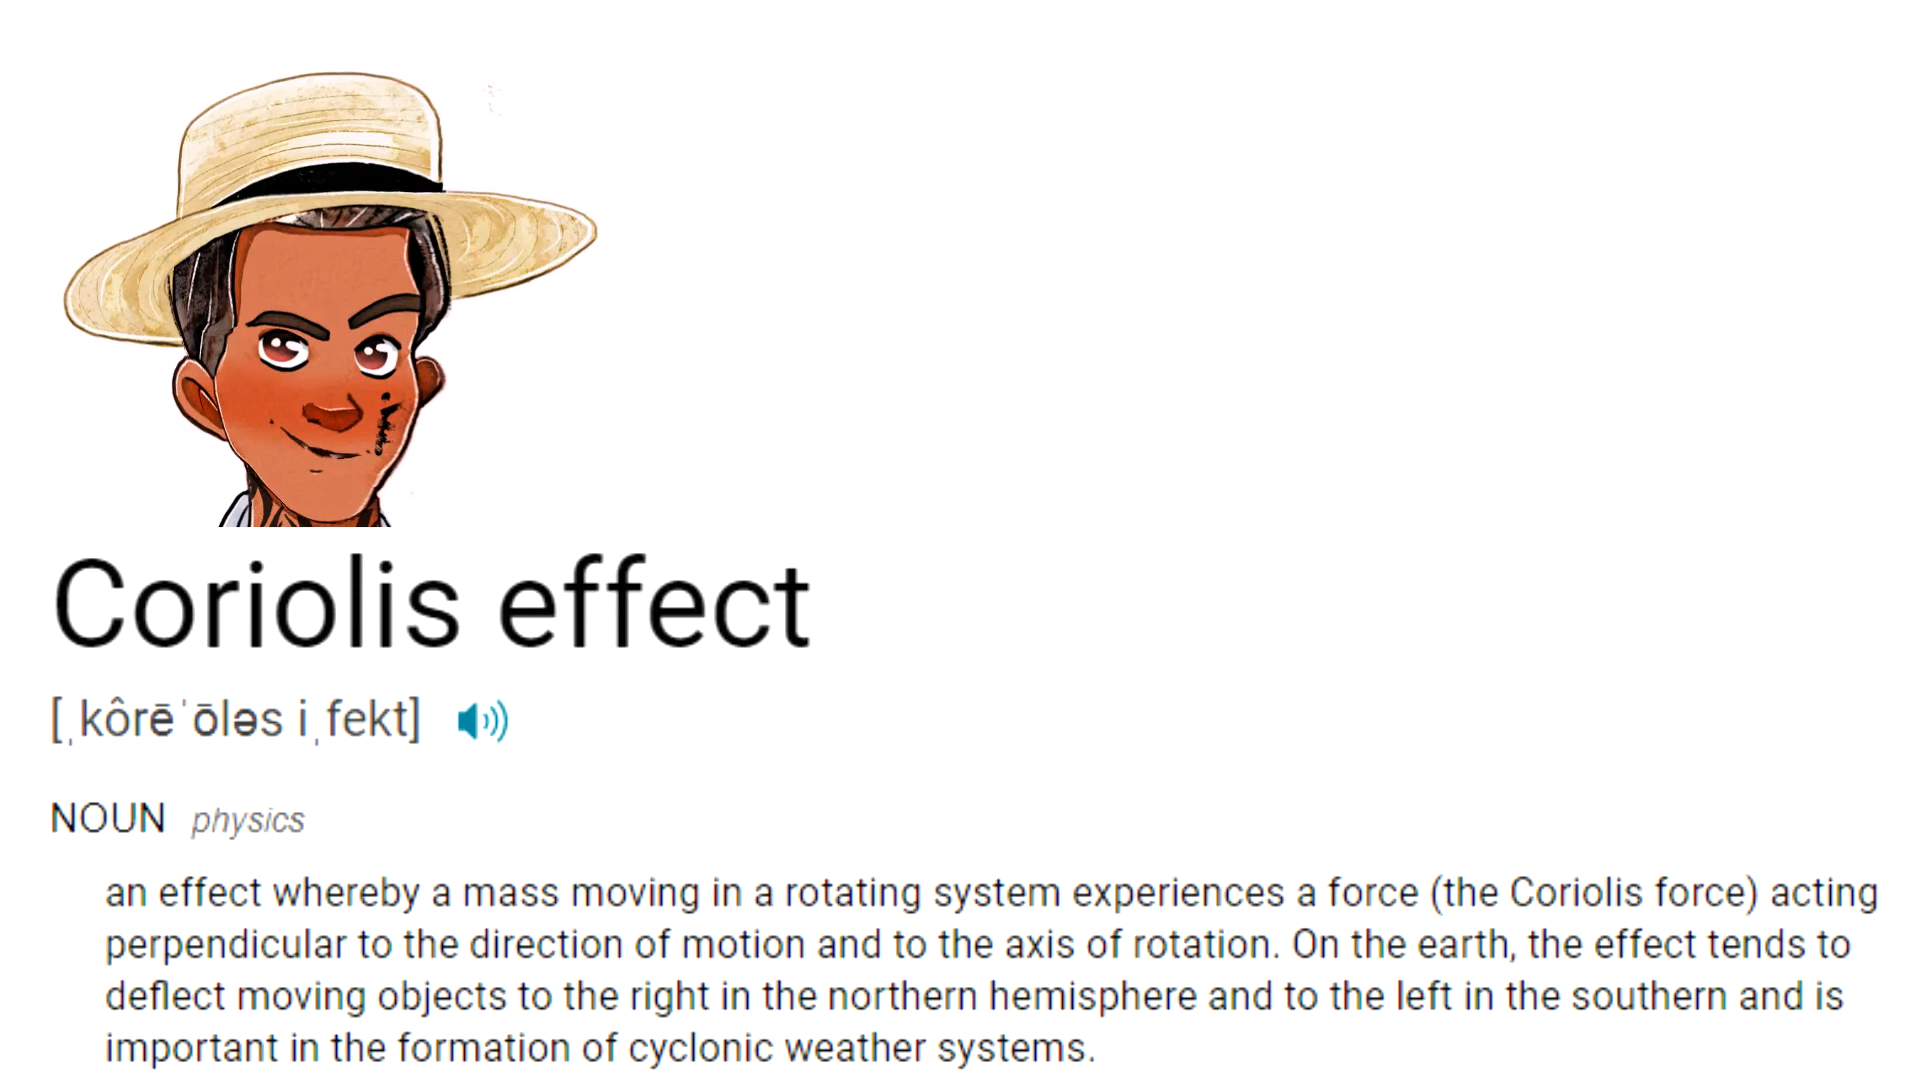 Coriolis effect
[ˌkôrēˈōləs iˌfekt]
NOUN physics
an effect whereby a mass moving in a rotating system experiences a force (the Coriolis force) acting
perpendicular to the direction of motion and to the axis of rotation. On the earth, the effect tends to
deflect moving objects to the right in the northern hemisphere and to the left in the southern and is
important in the formation of cyclonic weather systems.